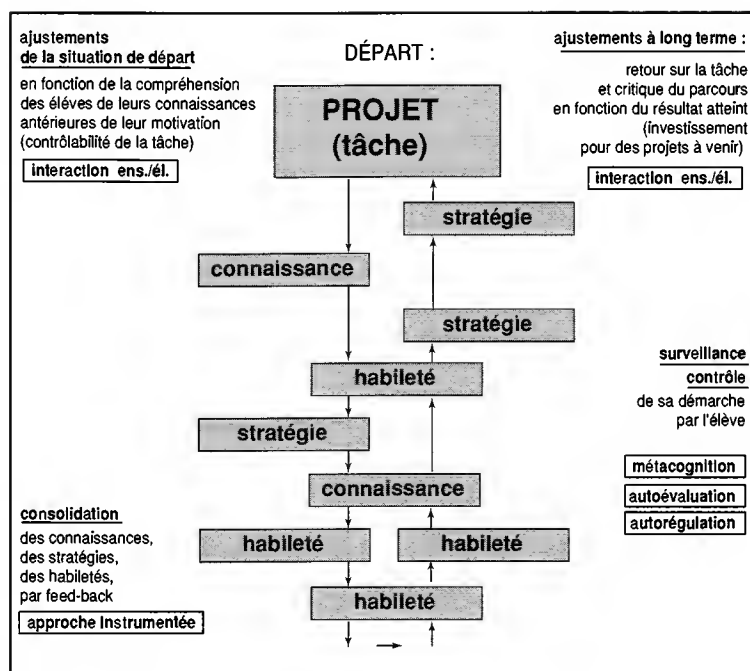 ajustements
de la situation de départ
en fonction de la compréhension
des éléves de leurs connaissances
antérieures de leur motivation
(contrôlabilité de la tâche)
interaction ens./él.
DÉPART :
PROJET
(tâche)
ajustements à long terme :
retour sur la tâche
et critique du parcours
en fonction du résultat atteint
(investissement
pour des projets à venir)
interaction ens./él.
stratégie
connaissance
stratégie
habileté
stratégie
connaissance
habileté
habileté
habileté
surveillance
contrôle
de sa démarche
par l'élève
métacognition
autoévaluation
autorégulation
consolidation
des connaissances,
des stratégies,
des habiletés,
par feed-back
approche Instrumentée